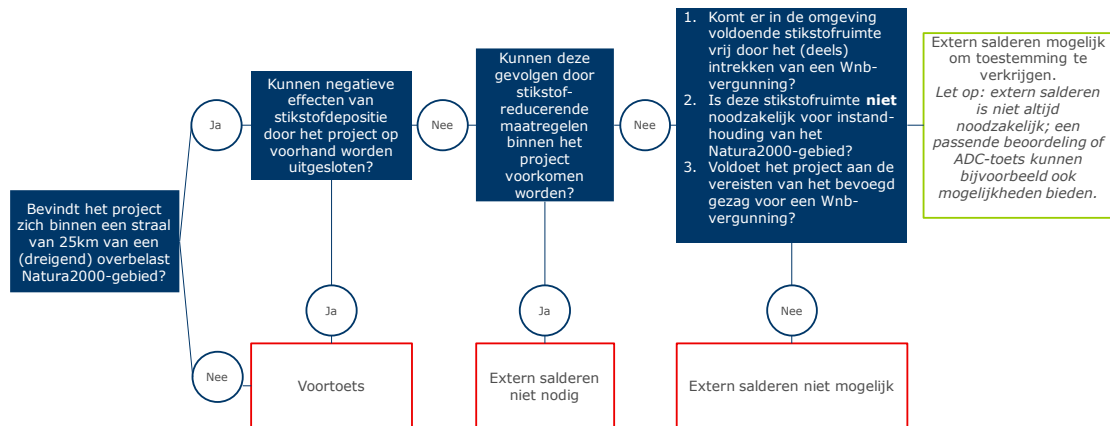 Bevindt het project
zich binnen een straal
van 25km van een
(dreigend) overbelast
Natura2000-gebied?
Ja
Nee
Kunnen negatieve
effecten van
stikstofdepositie
door het project op
voorhand worden
uitgesloten?
Nee
Ja
Voortoets
Kunnen deze
gevolgen door
stikstof-
reducerende
maatregelen
binnen het
project
voorkomen
worden?
Nee
Ja
Extern salderen
niet nodig
1. Komt er in de omgeving
voldoende stikstofruimte
vrij door het (deels)
intrekken van een Wnb-
vergunning?
2. Is deze stikstofruimte niet
noodzakelijk voor instand-
houding van het
Natura2000-gebied?
3. Voldoet het project aan de
vereisten van het bevoegd
gezag voor een Wnb-
vergunning?
Nee
Extern salderen niet mogelijk
Extern salderen mogelijk
om toestemming te
verkrijgen.
Let op: extern salderen
is niet altijd
noodzakelijk; een
passende beoordeling of
ADC-toets kunnen
bijvoorbeeld ook
mogelijkheden bieden.